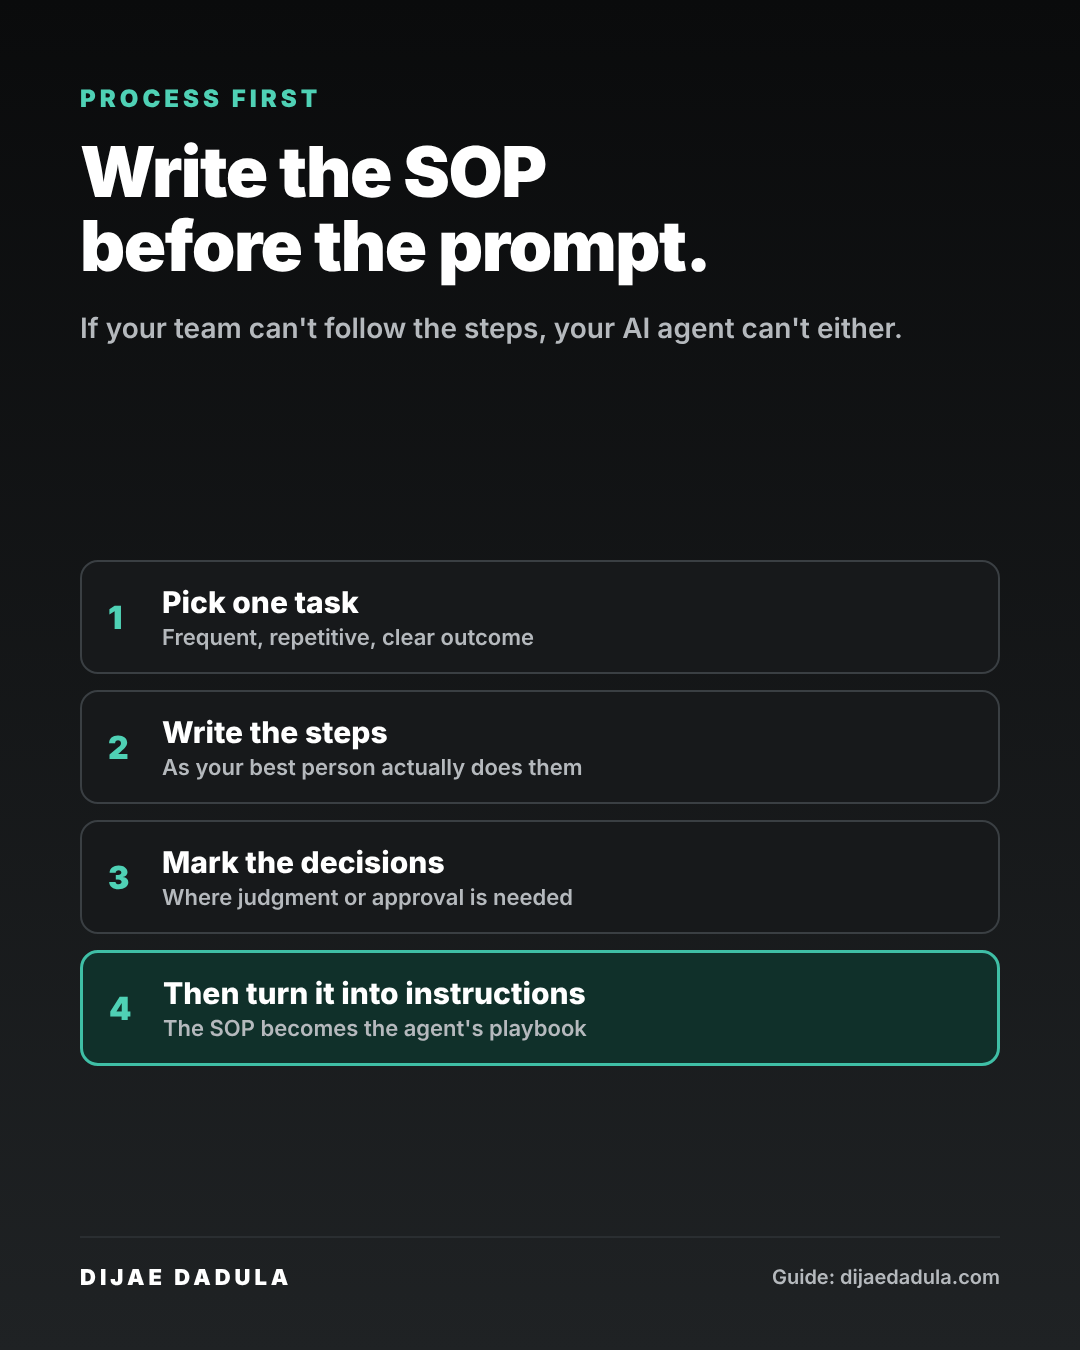 PROCESS FIRST
Write the SOP
before the prompt.
If your team can't follow the steps, your AI agent can't either.
1
Pick one task
Frequent, repetitive, clear outcome
2
Write the steps
As your best person actually does them
3
Mark the decisions
Where judgment or approval is needed
4
Then turn it into instructions
The SOP becomes the agent's playbook
DIJAE DADULA
Guide: dijaedadula.com